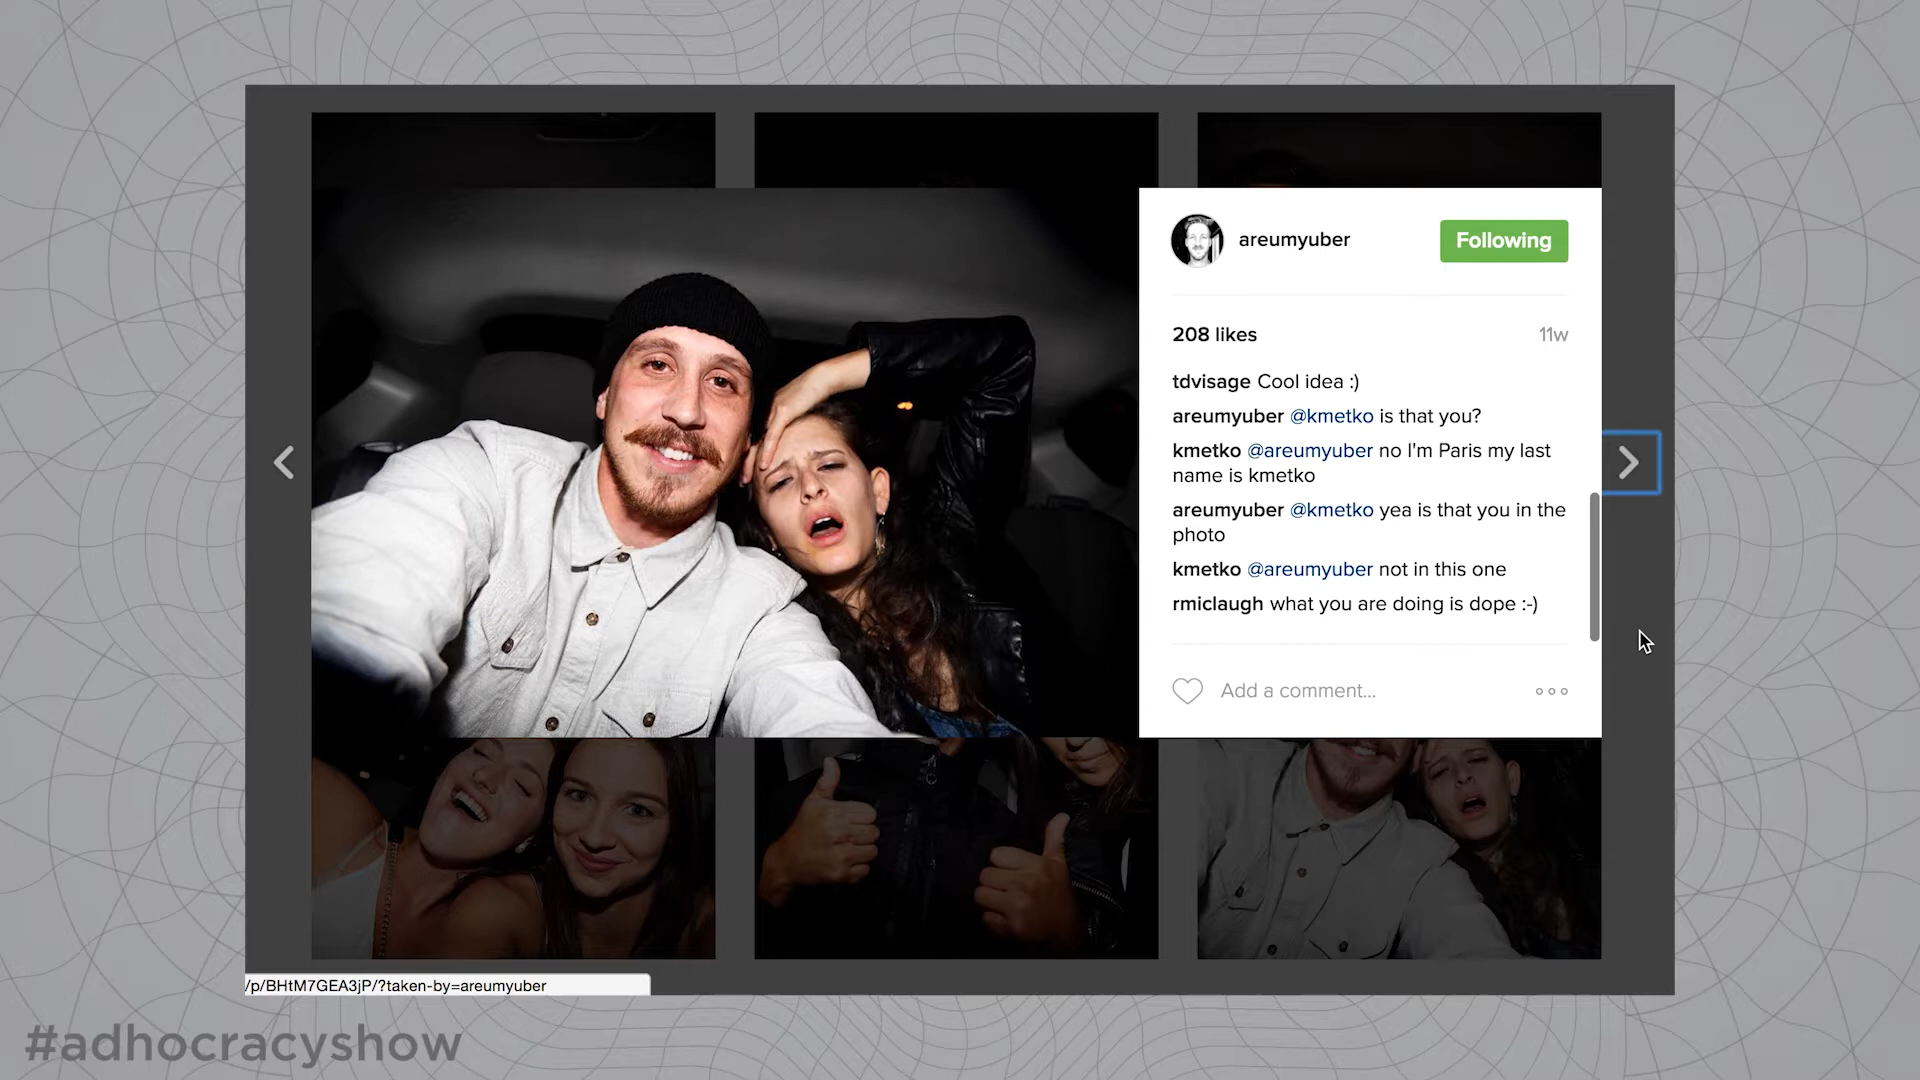 areumyuber
Following
208 likes
11w
tdvisage Cool idea :)
areumyuber @kmetko is that you?
kmetko @areumyuber no I'm Paris my last
name is kmetko
areumyuber @kmetko yea is that you in the
photo
kmetko @areumyuber not in this one
rmiclaugh what you are doing is dope :-)
Add a comment...
/p/BHtM7GEA3jP/?taken-by=areumyuber
#adhocracyshow